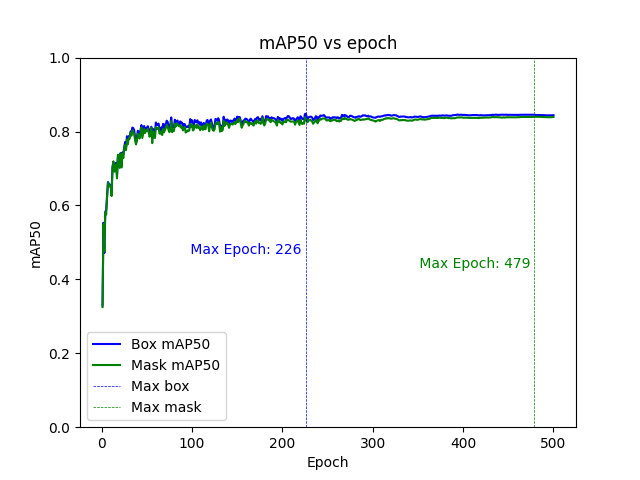 mAP50 vs epoch
1.0
0.8
0.6
0.4
0.2
0.0
mAP50
Max Epoch: 226
Max Epoch: 479
Box mAP50
Mask mAP50
Max box
Max mask
0 100 200 300 400 500
Epoch